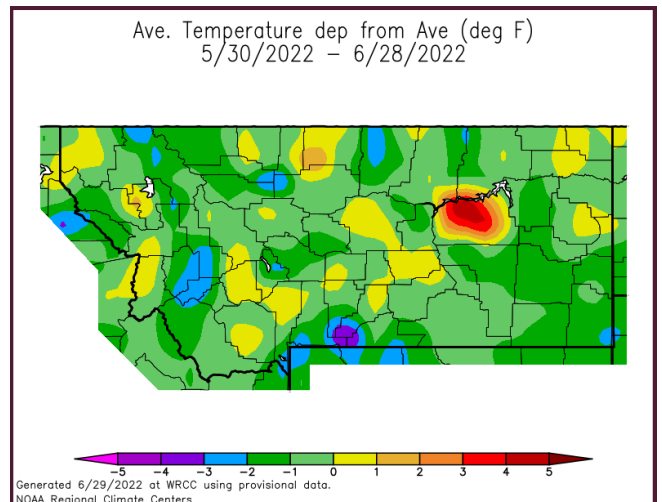 Ave. Temperature dep from Ave (deg F)
5/30/2022 – 6/28/2022
-5 -4 -3 -2 -1 0 1 2 3 4 5
Generated 6/29/2022 at WRCC using provisional data.
NOAA Regional Climate Centers